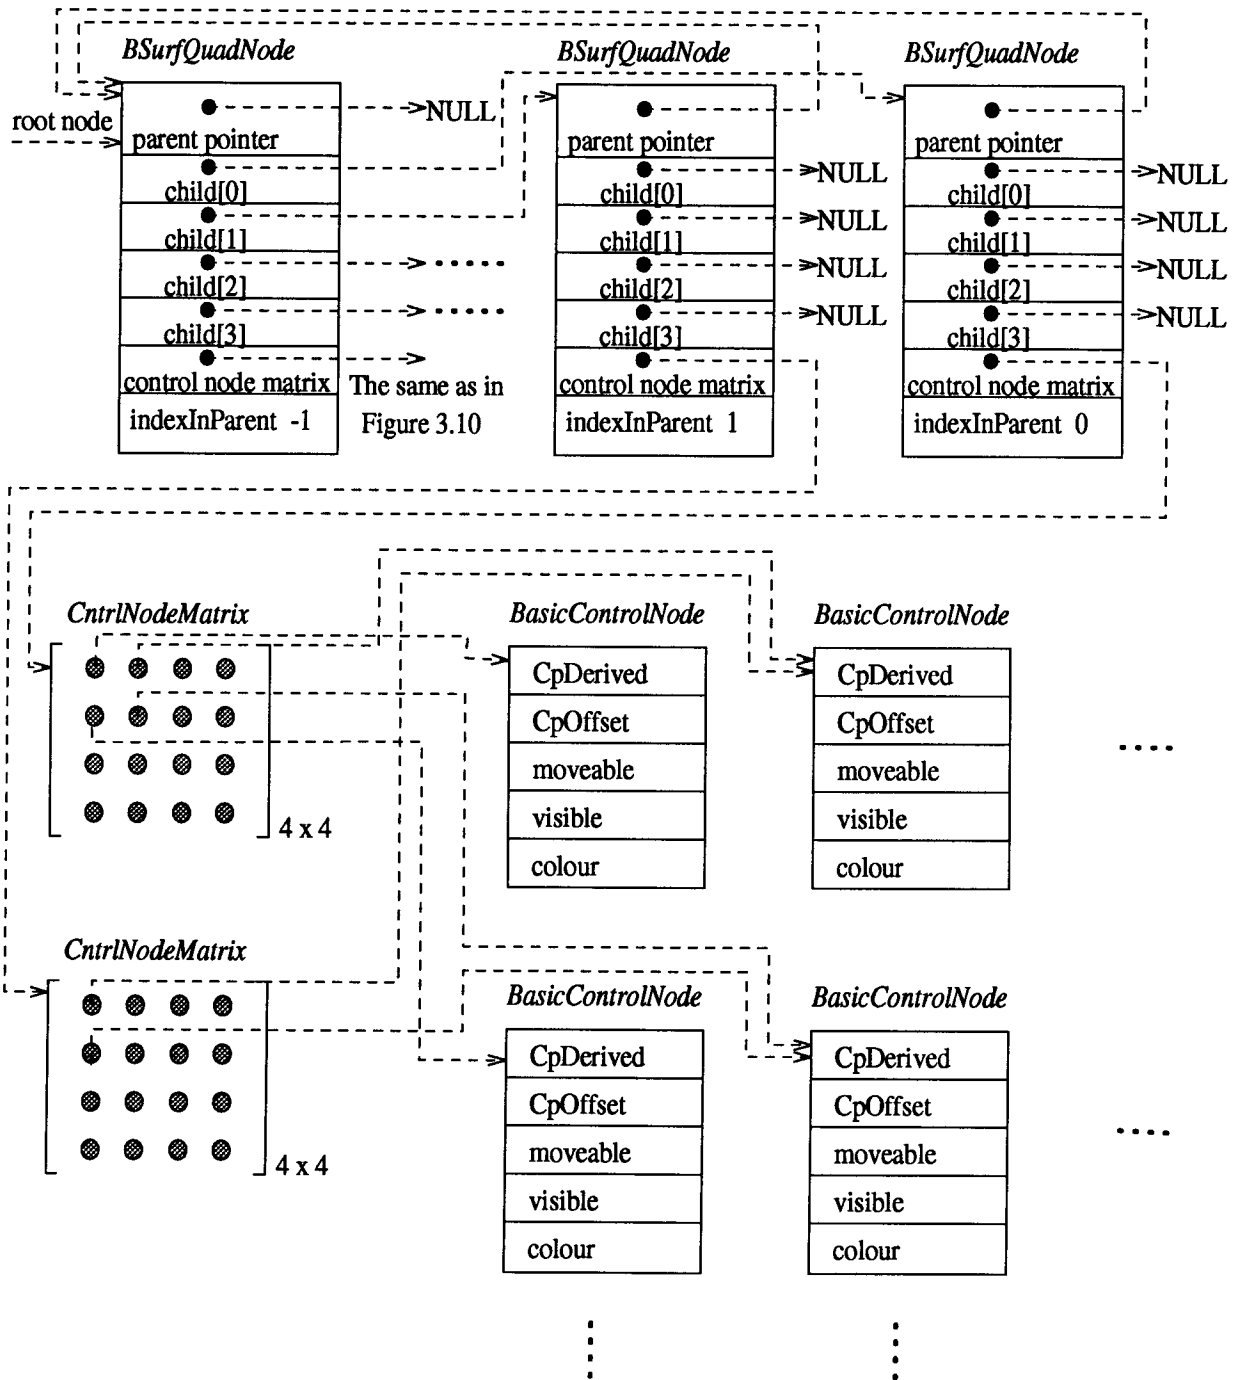 BSurfQuadNode
BSurfQuadNode
BSurfQuadNode
root node
NULL
parent pointer
child[0]
child[1]
child[2]
child[3]
control node matrix
indexInParent -1
The same as in
Figure 3.10
parent pointer
NULL
child[0]
NULL
child[1]
NULL
child[2]
NULL
child[3]
control node matrix
indexInParent 1
parent pointer
NULL
child[0]
NULL
child[1]
NULL
child[2]
NULL
child[3]
control node matrix
indexInParent 0
CntrlNodeMatrix
4 x 4
BasicControlNode
CpDerived
CpOffset
moveable
visible
colour
BasicControlNode
CpDerived
CpOffset
moveable
visible
colour
CntrlNodeMatrix
4 x 4
BasicControlNode
CpDerived
CpOffset
moveable
visible
colour
BasicControlNode
CpDerived
CpOffset
moveable
visible
colour